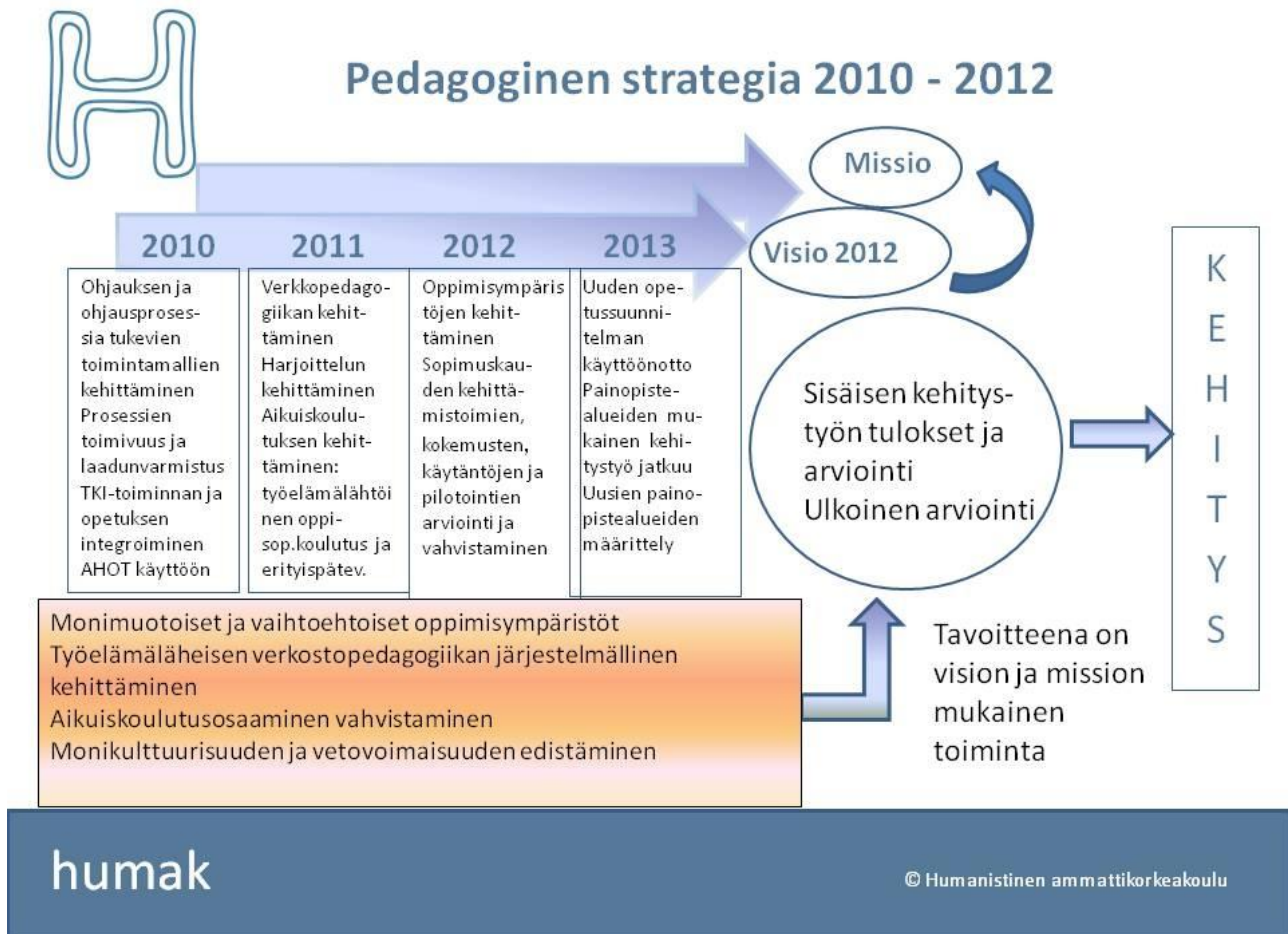 H
Pedagoginen strategia 2010 - 2012
Missio
Visio 2012
2010
Ohjauksen ja
ohjausproses-
sia tukevien
toimintamallien
kehittäminen
Prosessien
toimivuus ja
laadunvarmistus
TKI-toiminnan ja
opetuksen
integroiminen
AHOT käyttöön
2011
Verkkopedago-
giikan kehit-
täminen
Harjoittelun
kehittäminen
Aikuiskoulu-
tuksen kehit-
täminen:
työelämälähtöi
nen oppi-
sop.koulutus ja
erityispätev.
2012
Oppimisympäris
töjen kehit-
täminen
Sopimuskau-
den kehittä-
mistoimien,
kokemusten,
käytäntöjen ja
pilotointien
arviointi ja
vahvistaminen
2013
Uuden ope-
tussuunni-
telman
käyttöönotto
Painopiste-
alueiden mu-
kainen kehi-
tystyö jatkuu
Uusien paino-
pistealueiden
määrittely
Sisäisen kehitys-
työn tulokset ja
arviointi
Ulkoinen arviointi
K
E
H
I
T
Y
S
Monimuotoiset ja vaihtoehtoiset oppimisympäristöt
Työelämäläheisen verkostopedagogiikan järjestelmällinen
kehittäminen
Aikuiskoulutusosaaminen vahvistaminen
Monikulttuurisuuden ja vetovoimaisuuden edistäminen
Tavoitteena on
vision ja mission
mukainen
toiminta
humak
© Humanistinen ammattikorkeakoulu